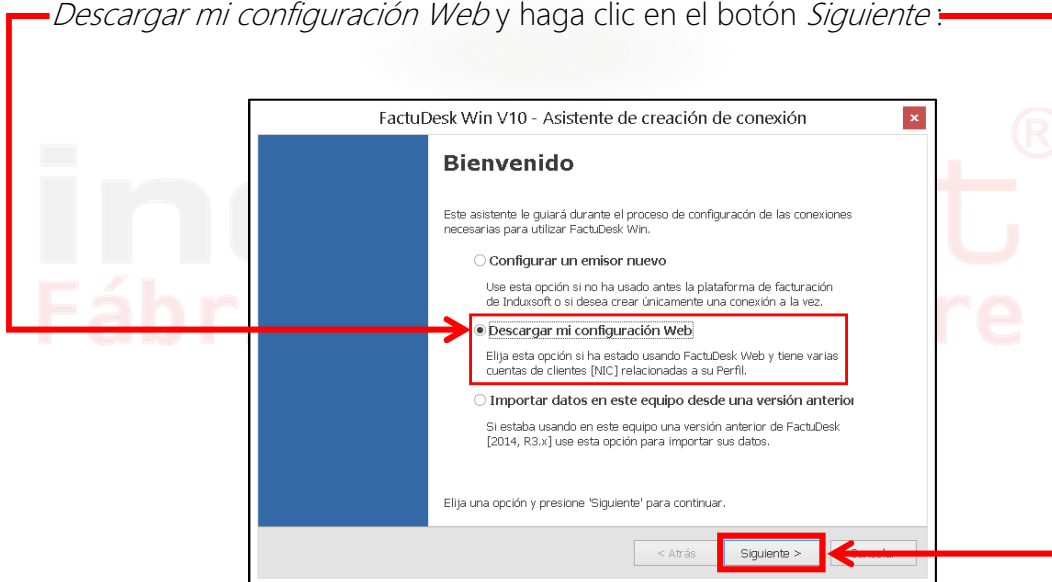 Descargar mi configuración Web y haga clic en el botón Siguiente :
FactuDesk Win V10 - Asistente de creación de conexión
Bienvenido
Este asistente le guiará durante el proceso de configuracón de las conexiones
necesarias para utilizar FactuDesk Win.
Configurar un emisor nuevo
Use esta opción si no ha usado antes la plataforma de facturación
de Induxsoft o si desea crear únicamente una conexión a la vez.
Descargar mi configuración Web
Elija esta opción si ha estado usando FactuDesk Web y tiene varias
cuentas de clientes [NIC] relacionadas a su Perfil.
Importar datos en este equipo desde una versión anterior
Si estaba usando en este equipo una versión anterior de FactuDesk
[2014, R3.x] use esta opción para importar sus datos.
Elija una opción y presione 'Siguiente' para continuar.
< Atrás
Siguiente >